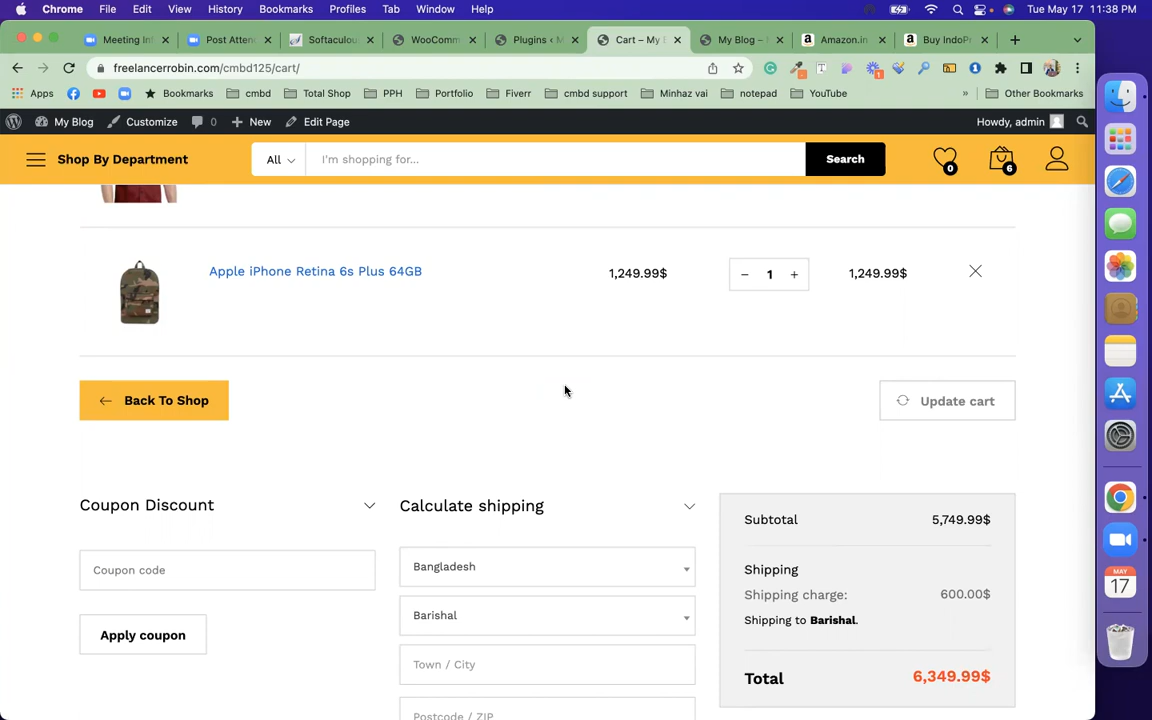 Chrome File Edit View History Bookmarks Profiles Tab Window Help Tue May 17 11:38 PM
Meeting In Post Attend Softaculou WooComm Plugins ‹ M Cart – My B My Blog – Amazon.in Buy IndoPr
freelancerrobin.com/cmbd125/cart/
Apps Bookmarks cmbd Total Shop PPH Portfolio Fiverr cmbd support Minhaz vai notepad YouTube » Other Bookmarks
My Blog Customize 0 New Edit Page Howdy, admin
Shop By Department All I'm shopping for... Search 0 6
Apple iPhone Retina 6s Plus 64GB 1,249.99$ − 1 + 1,249.99$
Back To Shop Update cart
Coupon Discount Calculate shipping
Subtotal 5,749.99$
Coupon code Bangladesh
Shipping
Shipping charge: 600.00$
Barishal Shipping to Barishal.
Apply coupon
Town / City
Total 6,349.99$
Postcode / ZIP
MAY
17